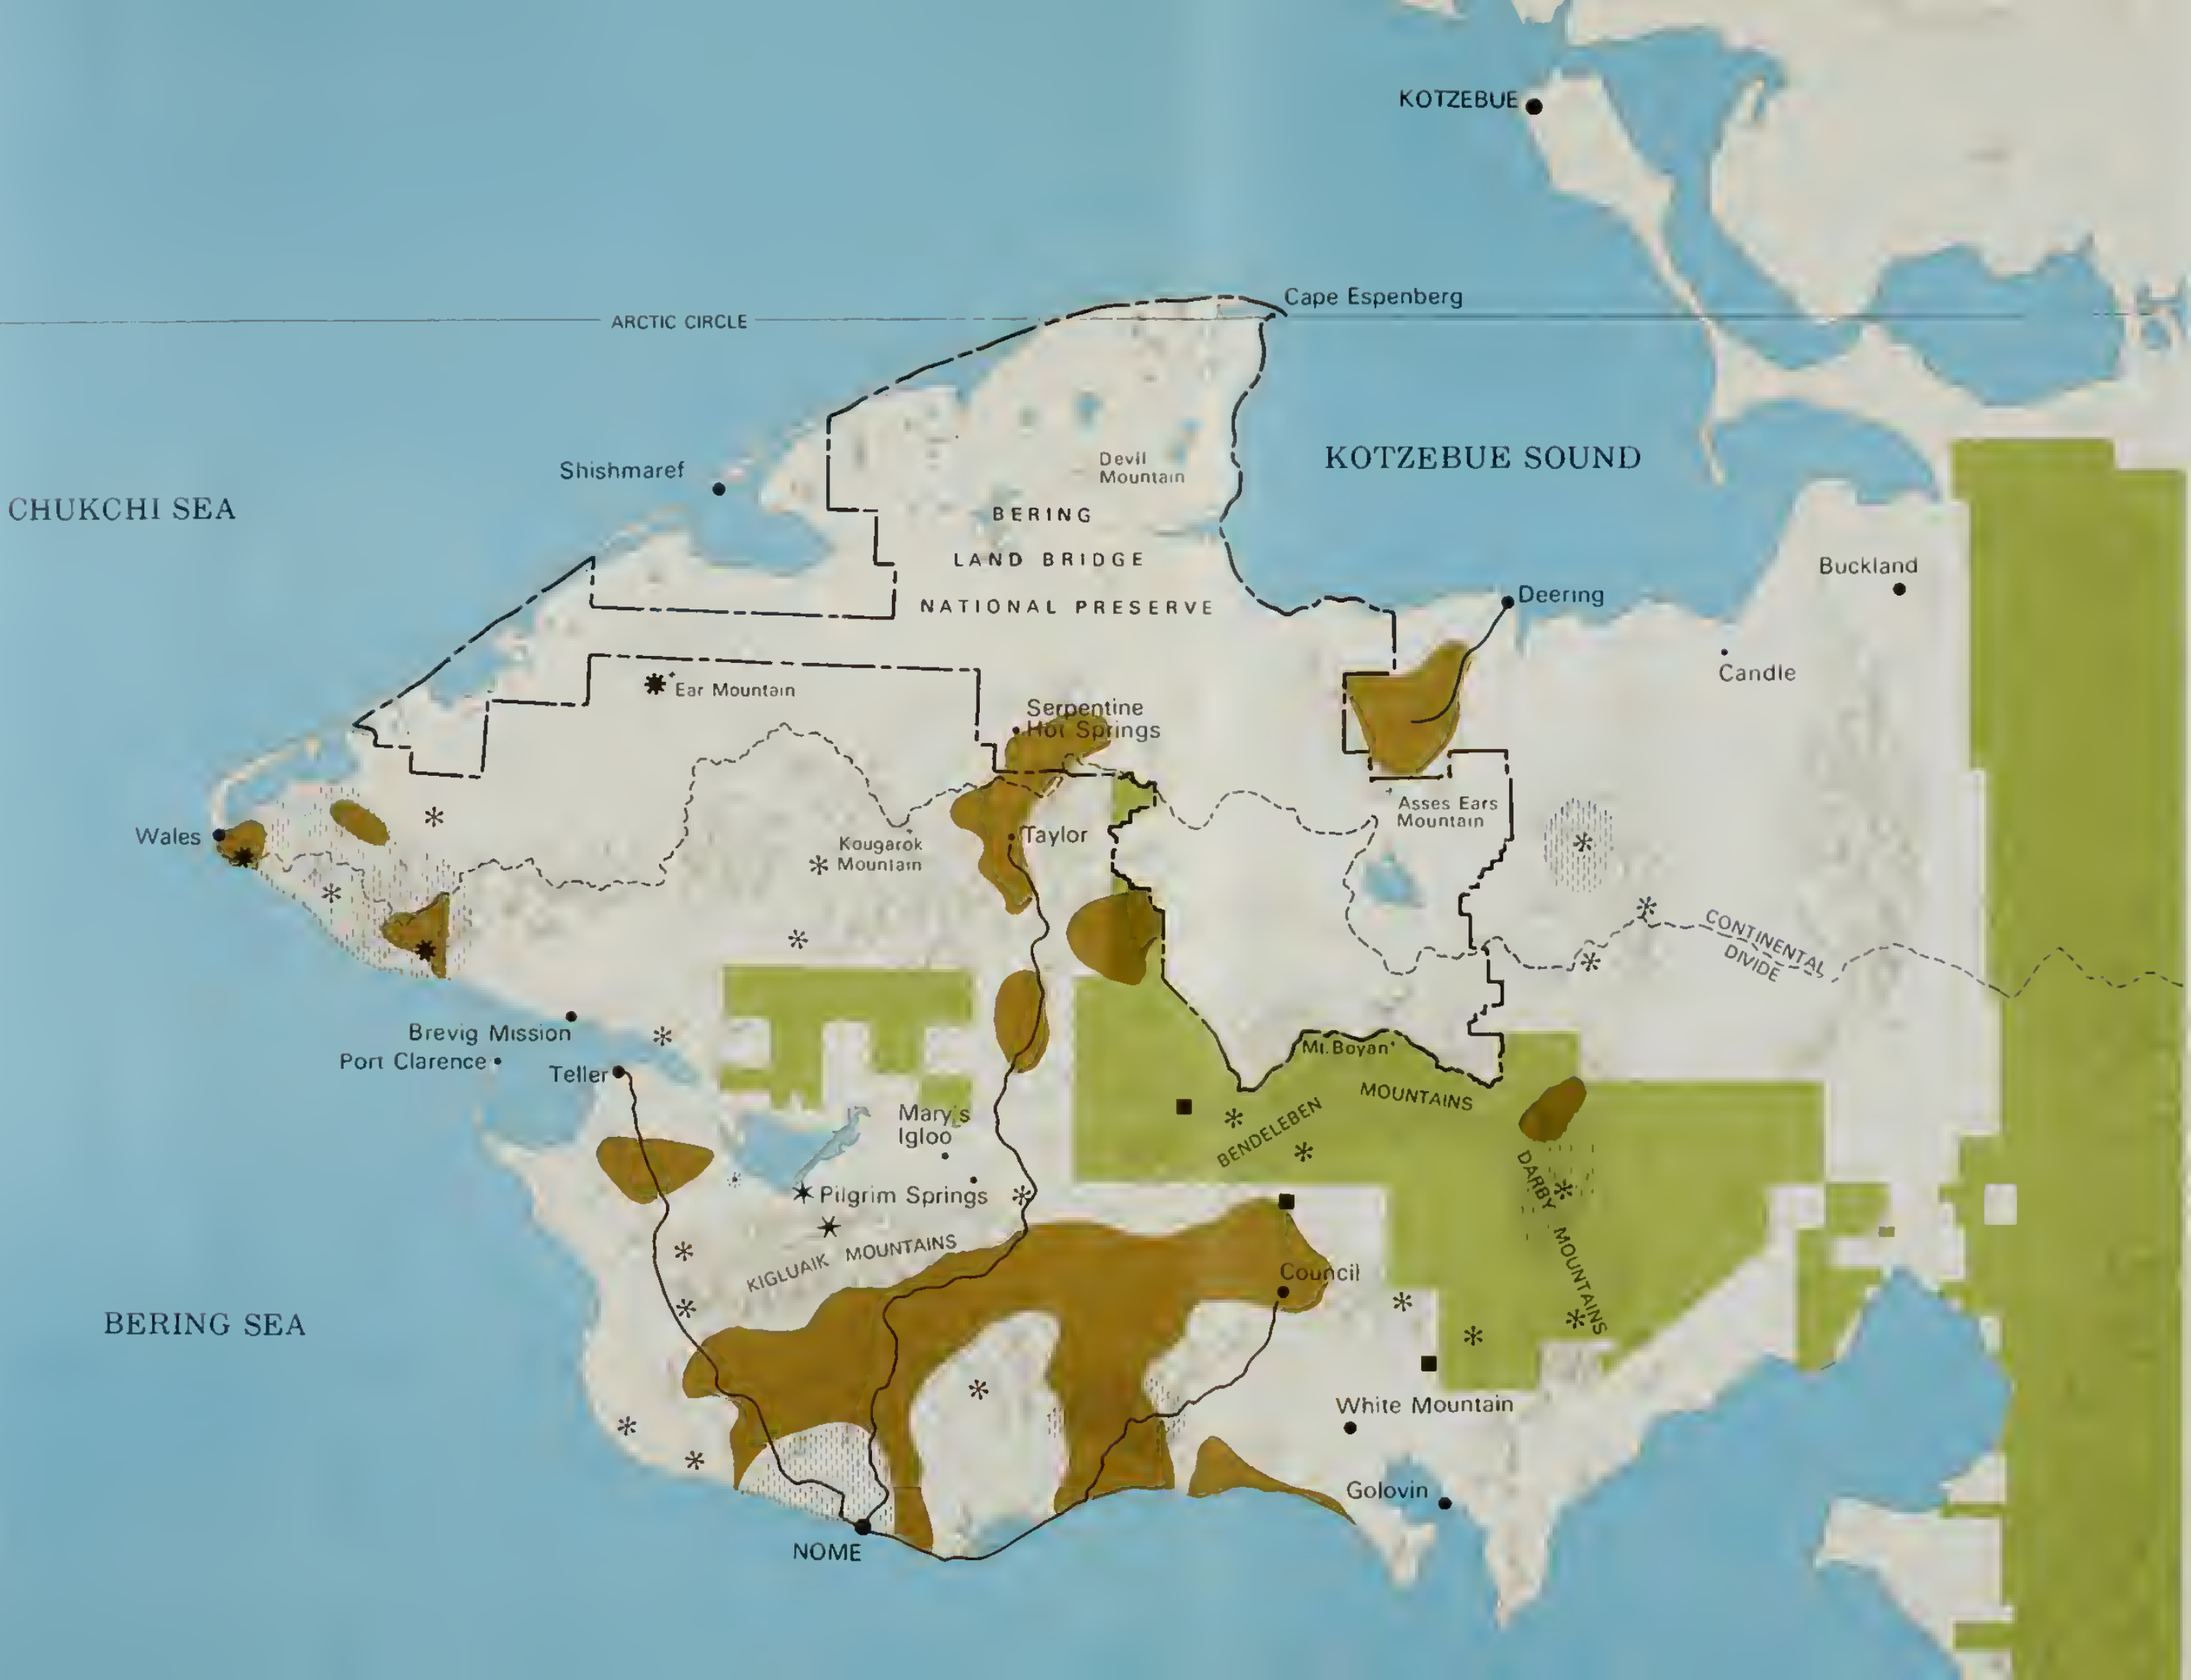 KOTZEBUE
Cape Espenberg
ARCTIC CIRCLE
Devil
Mountain
KOTZEBUE SOUND
Shishmaref
CHUKCHI SEA
BERING
LAND BRIDGE
NATIONAL PRESERVE
Buckland
Deering
Candle
Ear Mountain
Serpentine
Hot Springs
Asses Ears
Mountain
Wales
Taylor
Kougarok
Mountain
CONTINENTAL
DIVIDE
Brevig Mission
Port Clarence
Teller
Mt. Boyan
MOUNTAINS
BENDELEBEN
Mary's
Igloo
DARBY
MOUNTAINS
Pilgrim Springs
KIGLUAIK MOUNTAINS
Council
BERING SEA
White Mountain
Golovin
NOME